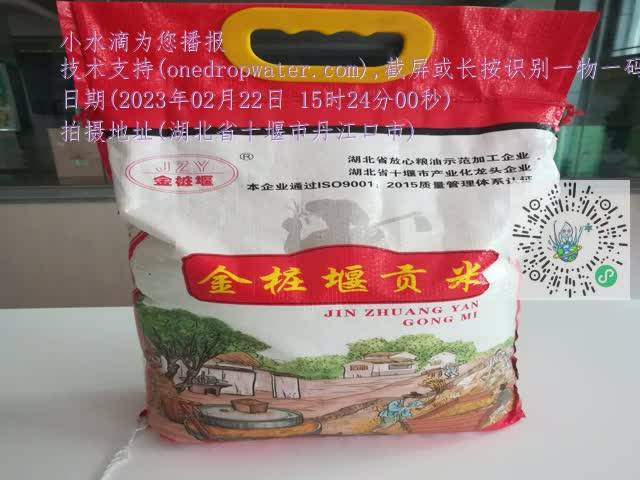 小水滴为您播报
技术支持(onedropwater.com),截屏或长按识别一物一码
日期(2023年02月22日 15时24分00秒)
拍摄地址(湖北省十堰市丹江口市)
JZY
®
金桩堰
湖北省放心粮油示范加工企业
湖北省十堰市产业化龙头企业
本企业通过ISO9001：2015质量管理体系认证
金桩堰贡米
JIN ZHUANG YAN
GONG MI